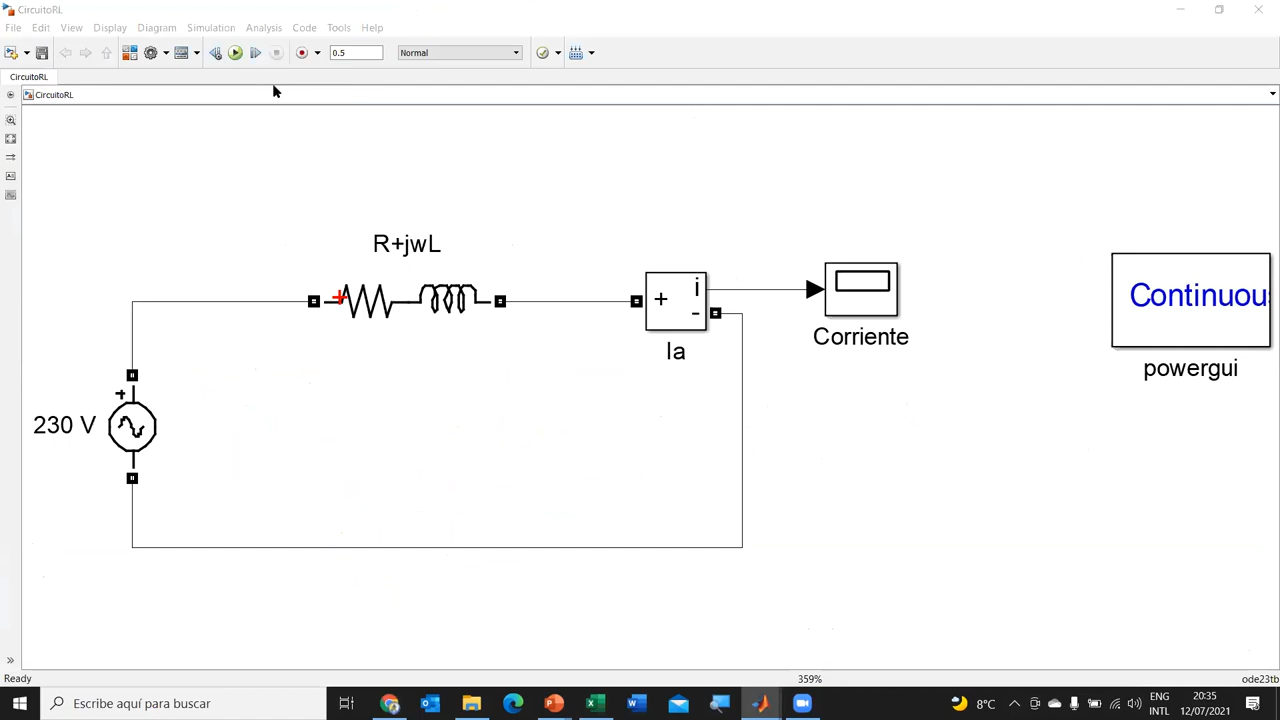 CircuitoRL
File Edit View Display Diagram Simulation Analysis Code Tools Help
0.5 Normal
CircuitoRL
CircuitoRL
R+jwL
+ i
-
Ia
Corriente
Continuous
powergui
+
230 V
Ready 359% ode23tb
Escribe aquí para buscar
8°C
ENG
INTL
20:35
12/07/2021